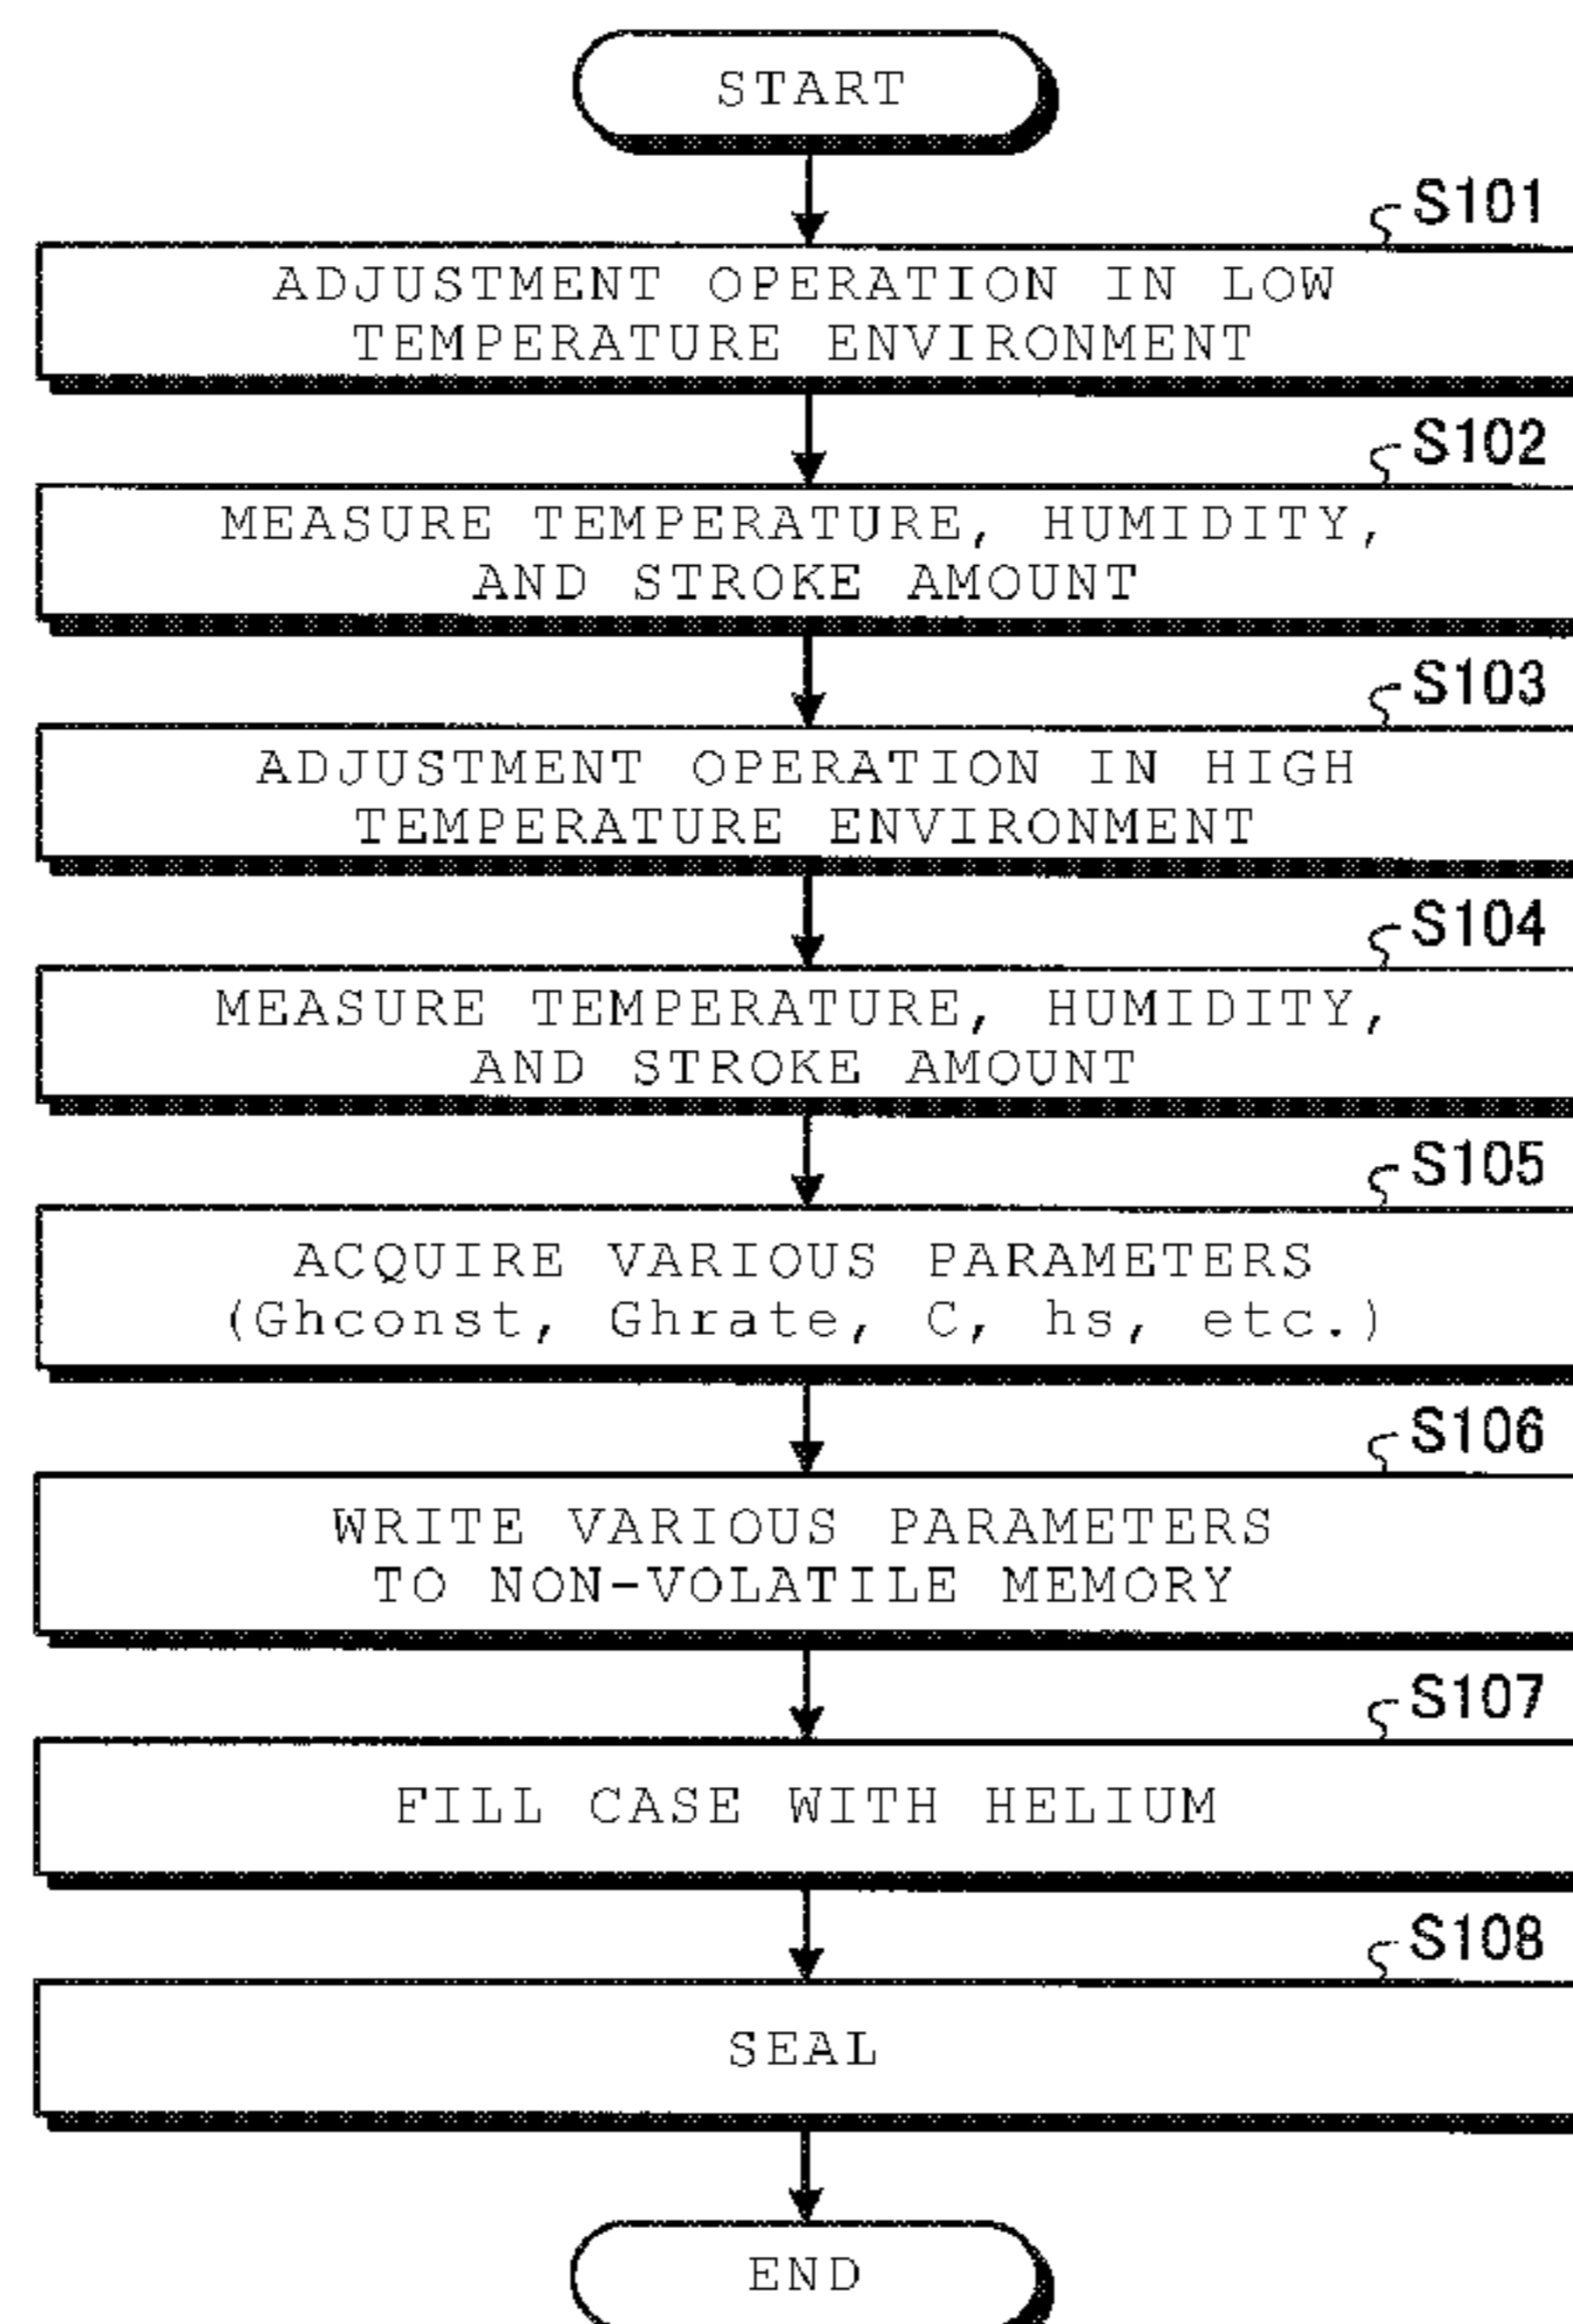 START
S101
ADJUSTMENT OPERATION IN LOW
TEMPERATURE ENVIRONMENT
S102
MEASURE TEMPERATURE, HUMIDITY,
AND STROKE AMOUNT
S103
ADJUSTMENT OPERATION IN HIGH
TEMPERATURE ENVIRONMENT
S104
MEASURE TEMPERATURE, HUMIDITY,
AND STROKE AMOUNT
S105
ACQUIRE VARIOUS PARAMETERS
(Ghconst, Ghrate, C, hs, etc.)
S106
WRITE VARIOUS PARAMETERS
TO NON-VOLATILE MEMORY
S107
FILL CASE WITH HELIUM
S108
SEAL
END